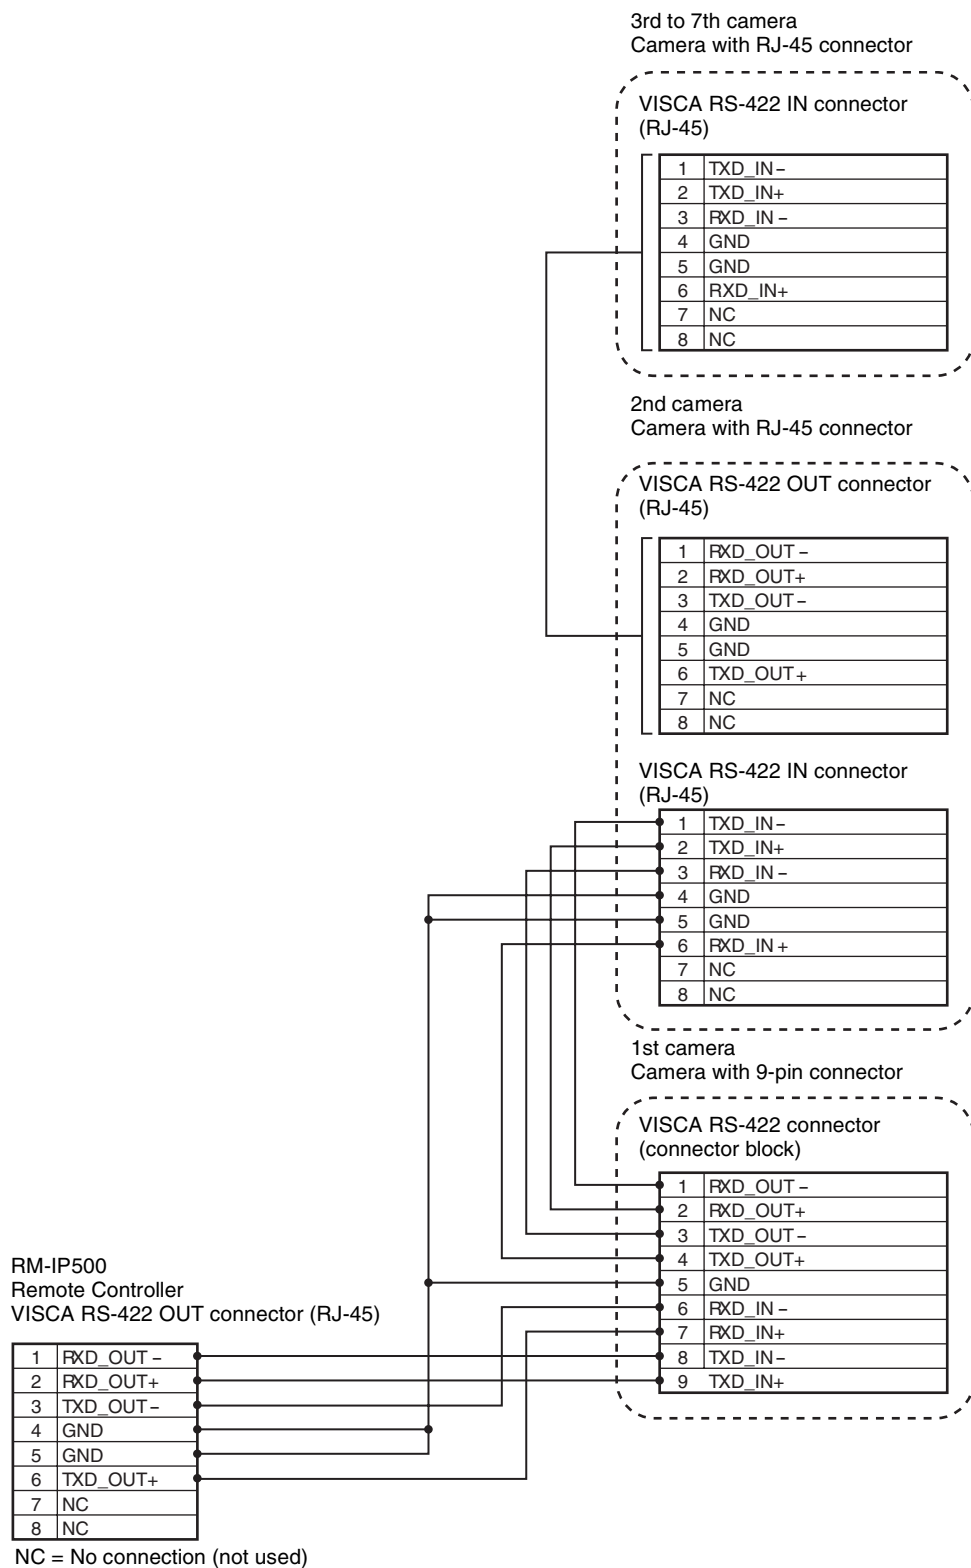 3rd to 7th camera
Camera with RJ-45 connector
VISCA RS-422 IN connector
(RJ-45)
1 TXD_IN–
2 TXD_IN+
3 RXD_IN–
4 GND
5 GND
6 RXD_IN+
7 NC
8 NC
2nd camera
Camera with RJ-45 connector
VISCA RS-422 OUT connector
(RJ-45)
1 RXD_OUT–
2 RXD_OUT+
3 TXD_OUT–
4 GND
5 GND
6 TXD_OUT+
7 NC
8 NC
VISCA RS-422 IN connector
(RJ-45)
1 TXD_IN–
2 TXD_IN+
3 RXD_IN–
4 GND
5 GND
6 RXD_IN+
7 NC
8 NC
1st camera
Camera with 9-pin connector
VISCA RS-422 connector
(connector block)
1 RXD_OUT–
2 RXD_OUT+
3 TXD_OUT–
4 TXD_OUT+
5 GND
6 RXD_IN–
7 RXD_IN+
8 TXD_IN–
9 TXD_IN+
RM-IP500
Remote Controller
VISCA RS-422 OUT connector (RJ-45)
1 RXD_OUT–
2 RXD_OUT+
3 TXD_OUT–
4 GND
5 GND
6 TXD_OUT+
7 NC
8 NC
NC = No connection (not used)